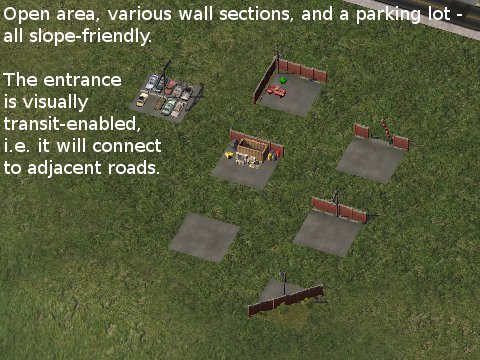 Open area, various wall sections, and a parking lot -
all slope-friendly.
The entrance
is visually
transit-enabled,
i.e. it will connect
to adjacent roads.